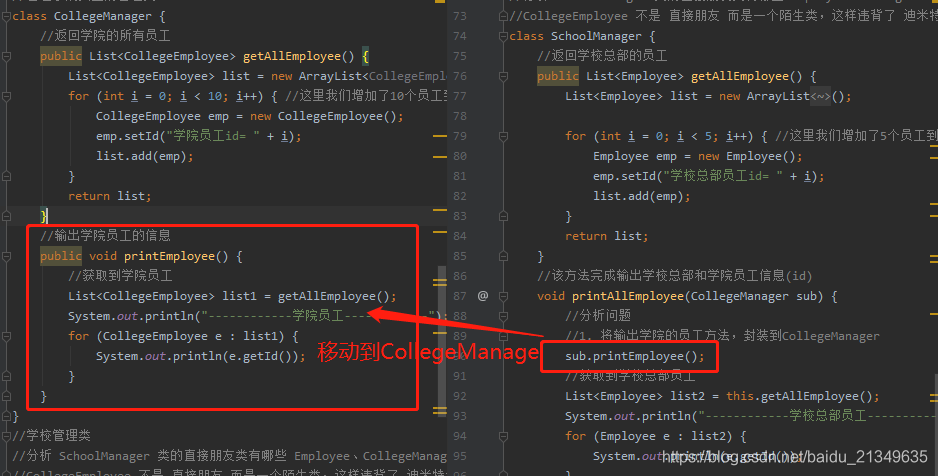 class CollegeManager {
//返回学院的所有员工
public List<CollegeEmployee> getAllEmployee() {
List<CollegeEmployee> list = new ArrayList<CollegeEmpl
for (int i = 0; i < 10; i++) { //这里我们增加了10个员工到
CollegeEmployee emp = new CollegeEmployee();
emp.setId("学院员工id= " + i);
list.add(emp);
}
return list;
}
//输出学院员工的信息
public void printEmployee() {
//获取到学院员工
List<CollegeEmployee> list1 = getAllEmployee();
System.out.println("------------学院员工------------");
for (CollegeEmployee e : list1) {
System.out.println(e.getId());
}
}
}
//学校管理类
//分析 SchoolManager 类的直接朋友类有哪些 Employee、CollegeManag
//CollegeEmployee 不是 直接朋友 而是一个陌生类，这样违背了 迪米特
移动到CollegeManage
73 //CollegeEmployee 不是 直接朋友 而是一个陌生类，这样违背了 迪米特
74 class SchoolManager {
75 //返回学校总部的员工
76 public List<Employee> getAllEmployee() {
77 List<Employee> list = new ArrayList<~>();
78
79 for (int i = 0; i < 5; i++) { //这里我们增加了5个员工到
80 Employee emp = new Employee();
81 emp.setId("学校总部员工id= " + i);
82 list.add(emp);
83 }
84 return list;
85 }
86 //该方法完成输出学校总部和学院员工信息(id)
87 @ void printAllEmployee(CollegeManager sub) {
88 //分析问题
89 //1. 将输出学院的员工方法，封装到CollegeManager
sub.printEmployee();
91 //获取到学校总部员工
92 List<Employee> list2 = this.getAllEmployee();
93 System.out.println("------------学校总部员工----------
94 for (Employee e : list2) {
95 System.out.println(
96
https://blog.csdn.net/baidu_21349635